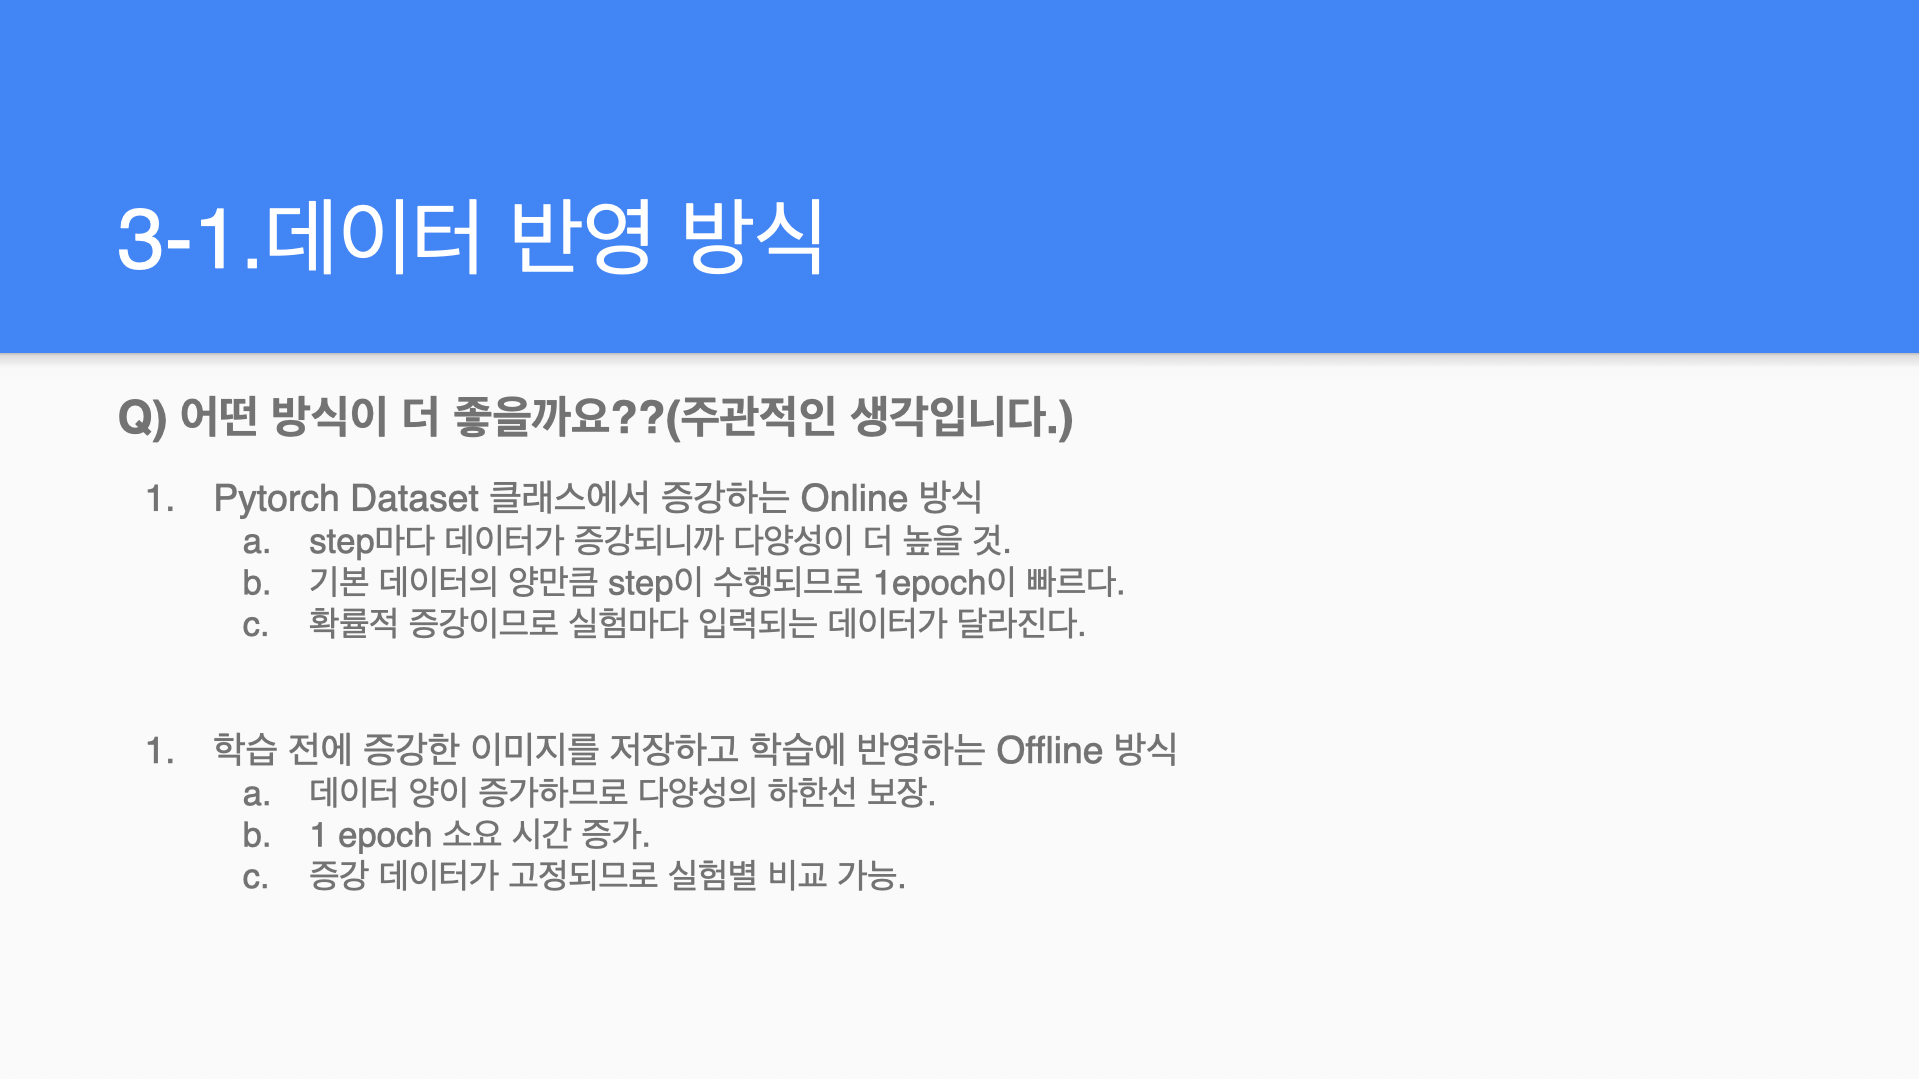 3-1.데이터 반영 방식
Q) 어떤 방식이 더 좋을까요??(주관적인 생각입니다.)
1. Pytorch Dataset 클래스에서 증강하는 Online 방식
a. step마다 데이터가 증강되니까 다양성이 더 높을 것.
b. 기본 데이터의 양만큼 step이 수행되므로 1epoch이 빠르다.
c. 확률적 증강이므로 실험마다 입력되는 데이터가 달라진다.
1. 학습 전에 증강한 이미지를 저장하고 학습에 반영하는 Offline 방식
a. 데이터 양이 증가하므로 다양성의 하한선 보장.
b. 1 epoch 소요 시간 증가.
c. 증강 데이터가 고정되므로 실험별 비교 가능.